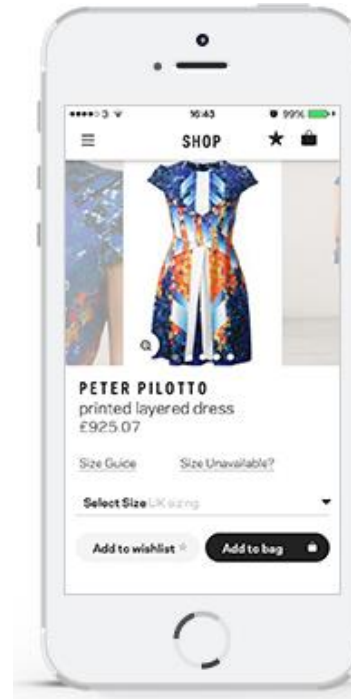 3 16:43 99%
SHOP
PETER PILOTTO
printed layered dress
£925.07
Size Guide Size Unavailable?
Select Size UK sizing
Add to wishlist Add to bag